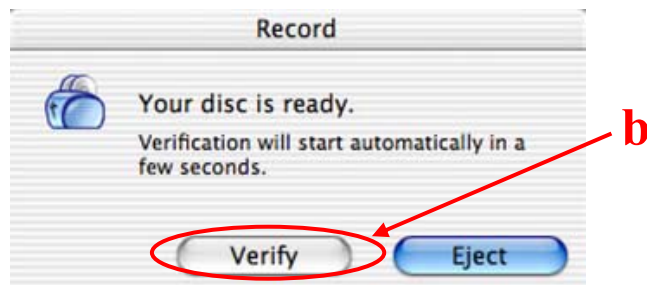 Record
Your disc is ready.
Verification will start automatically in a
few seconds.
b
Verify
Eject